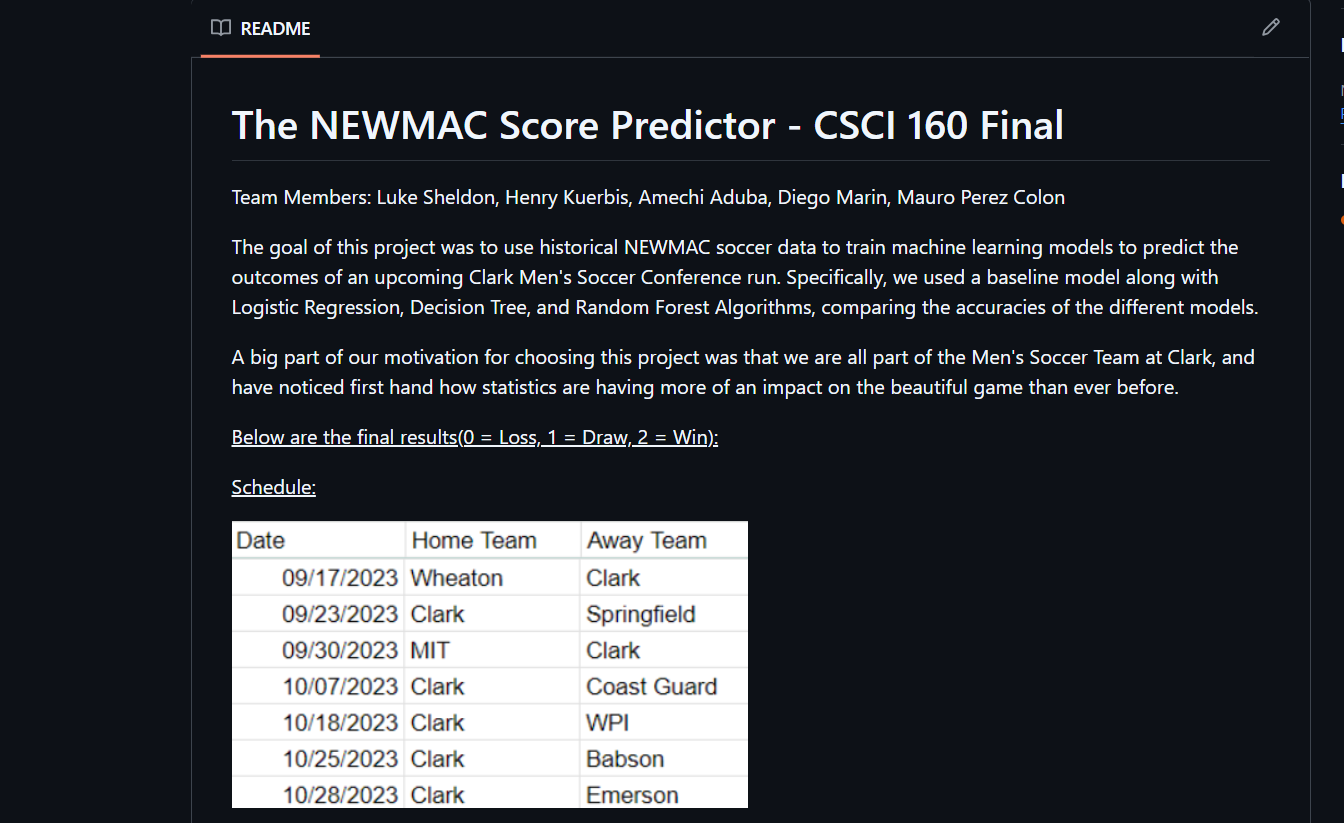 README
The NEWMAC Score Predictor - CSCI 160 Final
Team Members: Luke Sheldon, Henry Kuerbis, Amechi Aduba, Diego Marin, Mauro Perez Colon
The goal of this project was to use historical NEWMAC soccer data to train machine learning models to predict the
outcomes of an upcoming Clark Men's Soccer Conference run. Specifically, we used a baseline model along with
Logistic Regression, Decision Tree, and Random Forest Algorithms, comparing the accuracies of the different models.
A big part of our motivation for choosing this project was that we are all part of the Men's Soccer Team at Clark, and
have noticed first hand how statistics are having more of an impact on the beautiful game than ever before.
Below are the final results(0 = Loss, 1 = Draw, 2 = Win):
Schedule:
Date Home Team Away Team
09/17/2023 Wheaton Clark
09/23/2023 Clark Springfield
09/30/2023 MIT Clark
10/07/2023 Clark Coast Guard
10/18/2023 Clark WPI
10/25/2023 Clark Babson
10/28/2023 Clark Emerson